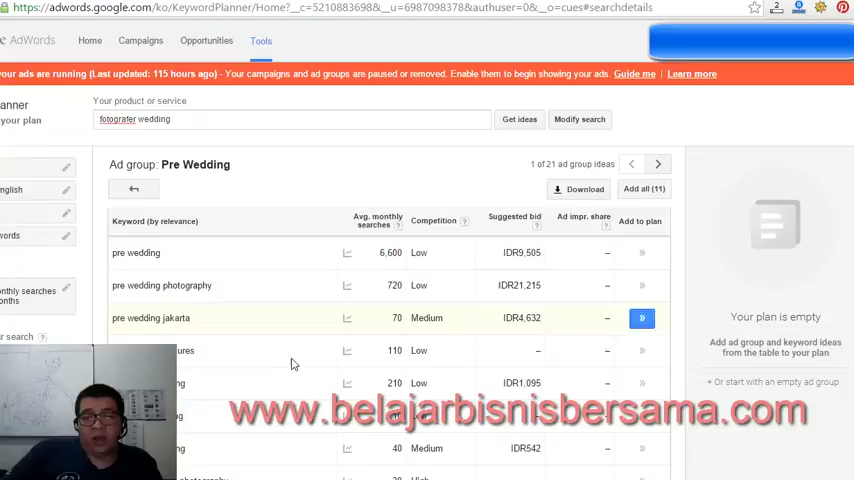 https://adwords.google.com/ko/KeywordPlanner/Home?__c=5210883698&__u=6987098378&authuser=0&__o=cues#searchdetails
AdWords Home Campaigns Opportunities Tools
your ads are running (Last updated: 115 hours ago) - Your campaigns and ad groups are paused or removed. Enable them to begin showing your ads. Guide me Learn more
anner
your plan
Your product or service
fotografer wedding
Get ideas
Modify search
nglish
words
nthly searches
onths
ur search ?
Ad group: Pre Wedding
1 of 21 ad group ideas
Download
Add all (11)
Keyword (by relevance) Avg. monthly searches ? Competition ? Suggested bid ? Ad impr. share ? Add to plan
pre wedding 6,600 Low IDR9,505 – »
pre wedding photography 720 Low IDR21,215 – »
pre wedding jakarta 70 Medium IDR4,632 – »
ures 110 Low – – »
ng 210 Low IDR1,095 – »
ng
ng 40 Medium IDR542 – »
photography
Your plan is empty
Add ad group and keyword ideas
from the table to your plan
+ Or start with an empty ad group
www.belajarbisnisbersama.com